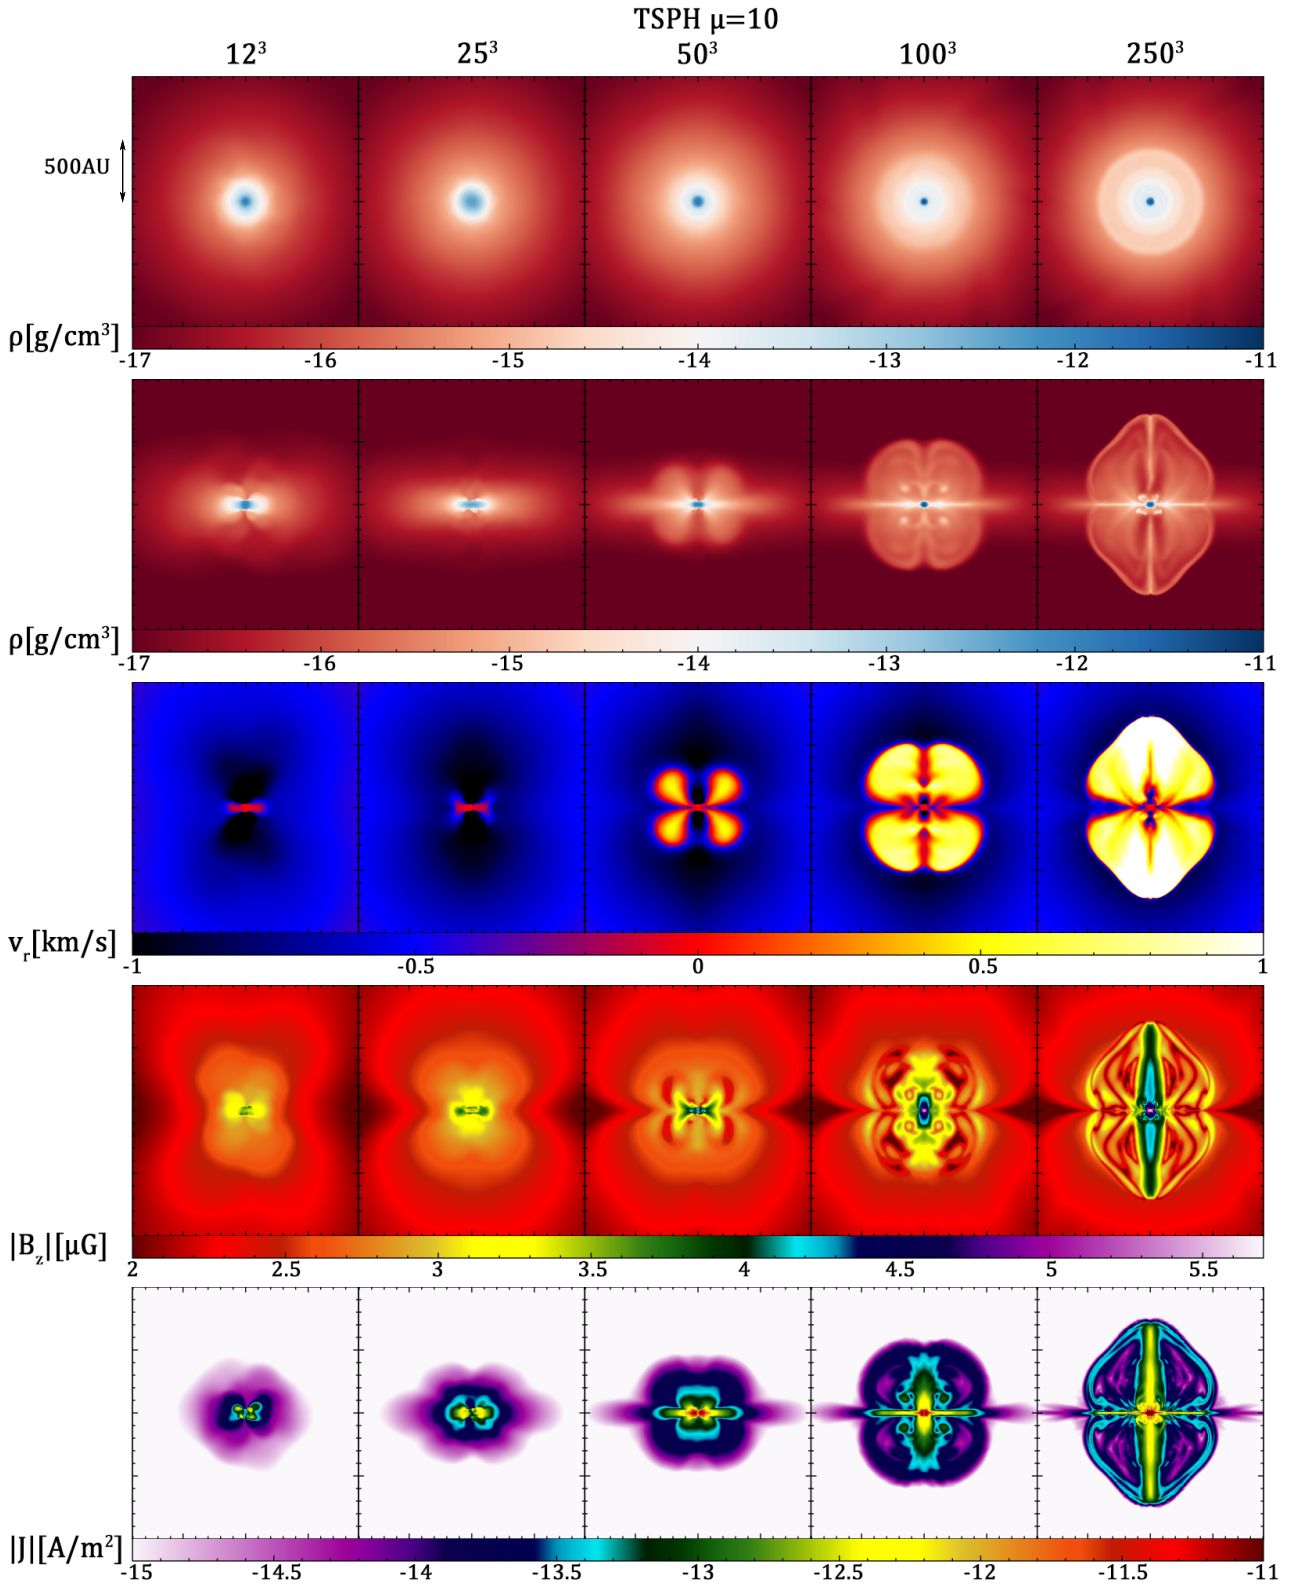 TSPH μ=10
12³ 25³ 50³ 100³ 250³
500AU
ρ[g/cm³]
-17 -16 -15 -14 -13 -12 -11
ρ[g/cm³]
-17 -16 -15 -14 -13 -12 -11
vᵣ[km/s]
-1 -0.5 0 0.5 1
|B_z|[μG]
2 2.5 3 3.5 4 4.5 5 5.5
|J|[A/m²]
-15 -14.5 -14 -13.5 -13 -12.5 -12 -11.5 -11